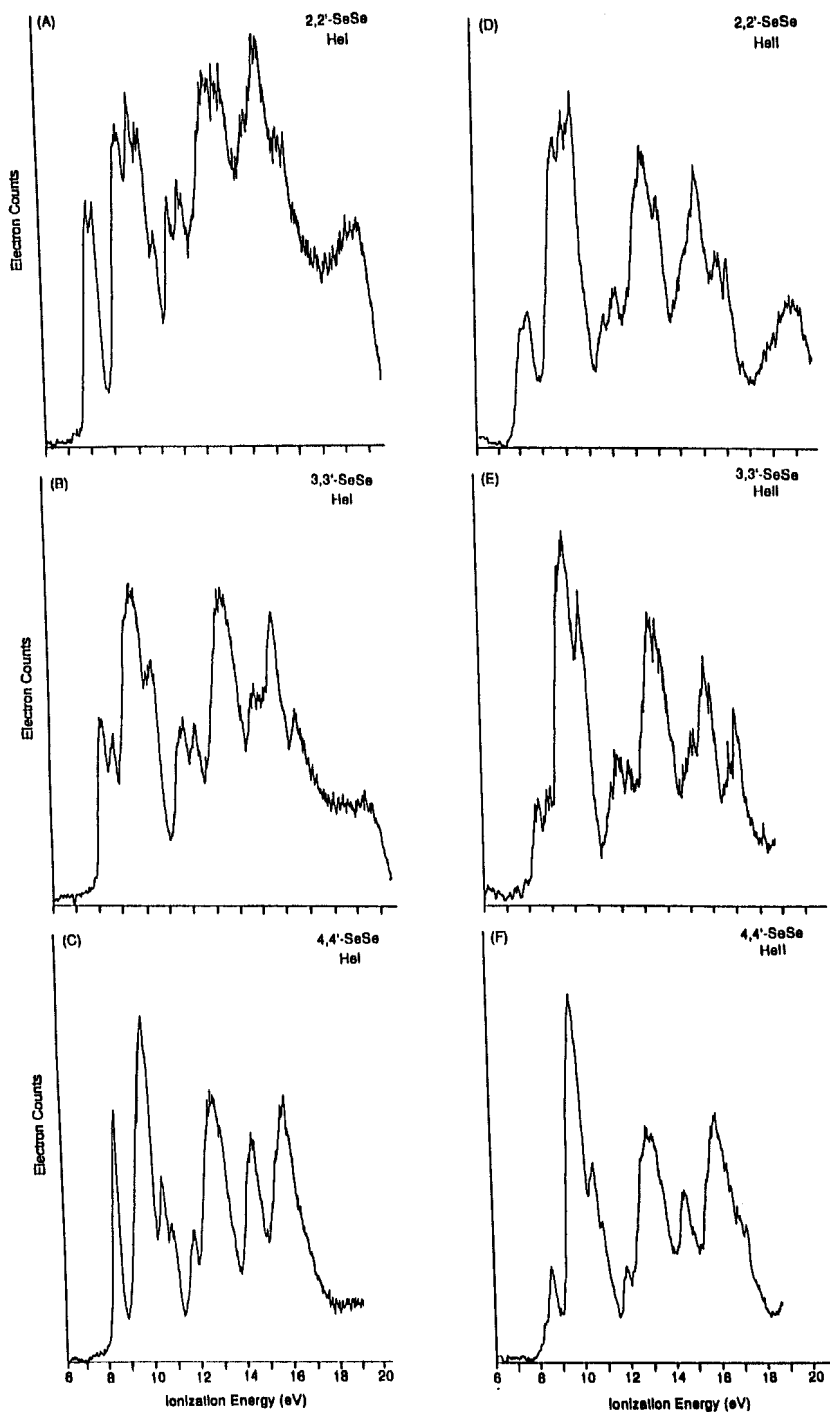 (A)
2,2'-SeSe
HeI
Electron Counts
(D)
2,2'-SeSe
HeII
(B)
3,3'-SeSe
HeI
Electron Counts
(E)
3,3'-SeSe
HeII
(C)
4,4'-SeSe
HeI
Electron Counts
6 8 10 12 14 16 18 20
Ionization Energy (eV)
(F)
4,4'-SeSe
HeII
6 8 10 12 14 16 18 20
Ionization Energy (eV)